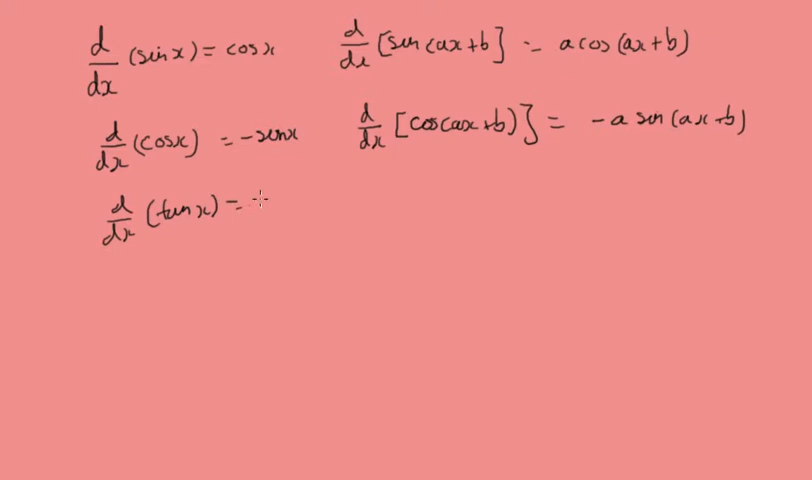 d/dx (sin x) = cos x    d/dx [sin(ax+b)] = a cos(ax+b)
d/dx (cos x) = -sin x    d/dx [cos(ax+b)] = -a sin(ax+b)
d/dx (tan x) =